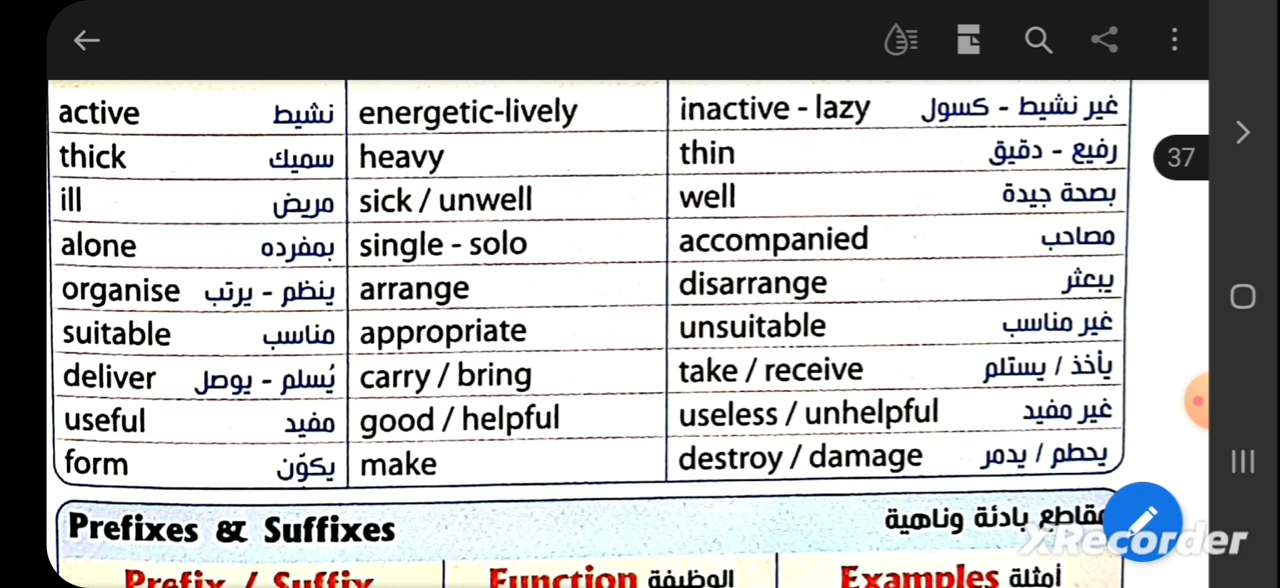 37
active نشيط energetic-lively inactive - lazy غير نشيط - كسول
thick سميك heavy thin رفيع - دقيق
ill مريض sick / unwell well بصحة جيدة
alone بمفرده single - solo accompanied مصاحب
organise ينظم - يرتب arrange disarrange يبعثر
suitable مناسب appropriate unsuitable غير مناسب
deliver يُسلم - يوصل carry / bring take / receive يأخذ / يستلم
useful مفيد good / helpful useless / unhelpful غير مفيد
form يكوّن make destroy / damage يحطم / يدمر
Prefixes & Suffixes مقاطع بادئة وناهية
XRecorder
Prefix / Suffix Function الوظيفة Examples أمثلة